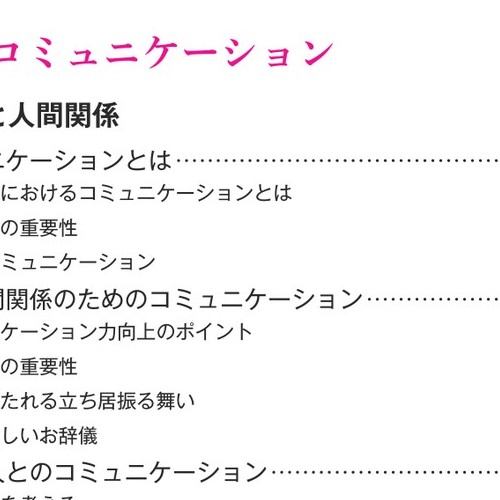 コミュニケーション
と人間関係
ニケーションとは
におけるコミュニケーションとは
の重要性
ミュニケーション
間関係のためのコミュニケーション
ケーション力向上のポイント
の重要性
たれる立ち居振る舞い
しいお辞儀
人とのコミュニケーション